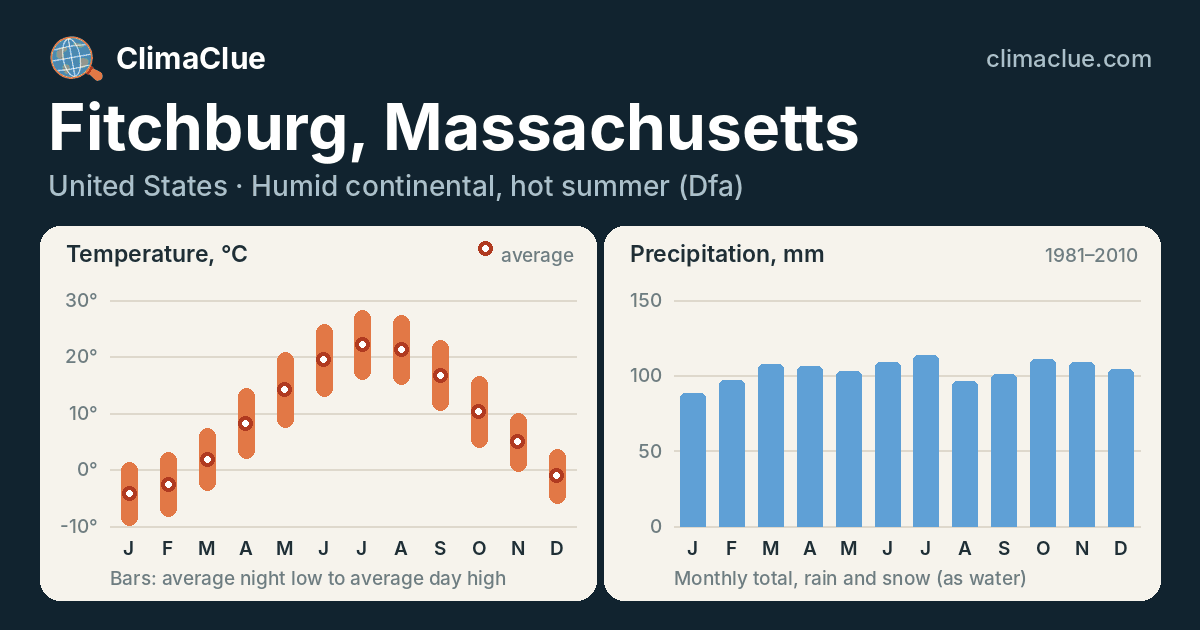 ClimaClue
climaclue.com
Fitchburg, Massachusetts
United States · Humid continental, hot summer (Dfa)
Temperature, °C
average
30°
20°
10°
0°
-10°
J F M A M J J A S O N D
Bars: average night low to average day high
Precipitation, mm
1981–2010
150
100
50
0
J F M A M J J A S O N D
Monthly total, rain and snow (as water)